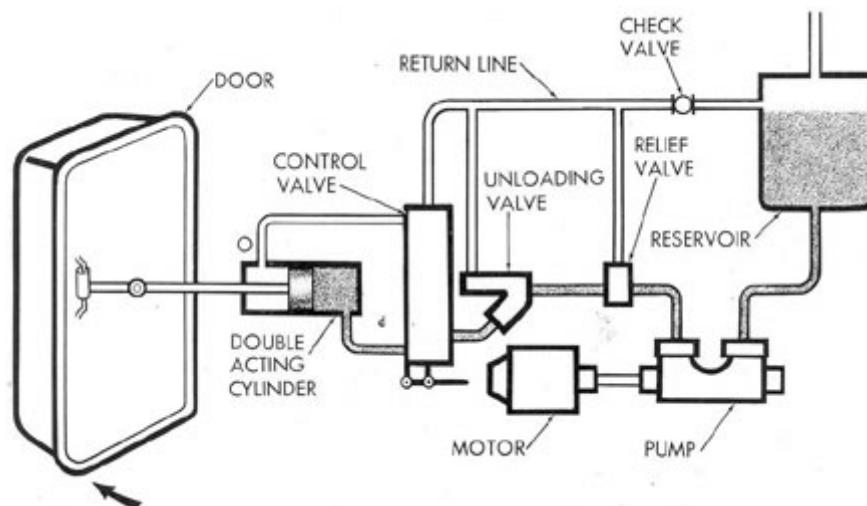 CHECK
VALVE
RETURN LINE
DOOR
CONTROL
VALVE
UNLOADING
VALVE
RELIEF
VALVE
RESERVOIR
DOUBLE
ACTING
CYLINDER
MOTOR
PUMP